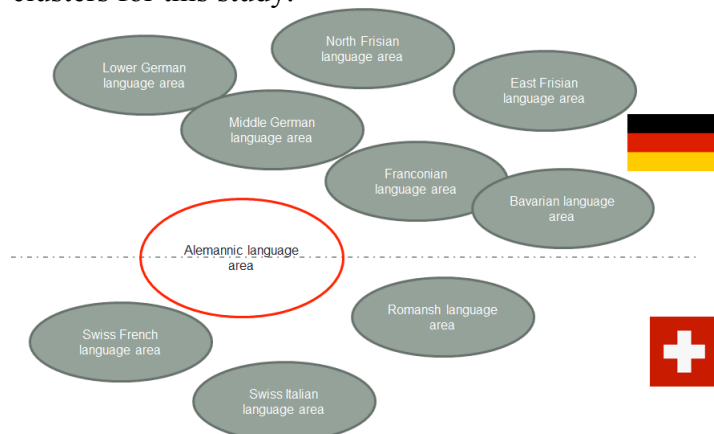 clusters for this study.
North Frisian
language area
Lower German
language area
East Frisian
language area
Middle German
language area
Franconian
language area
Bavarian language
area
Alemannic language
area
Romansh language
area
Swiss French
language area
Swiss Italian
language area